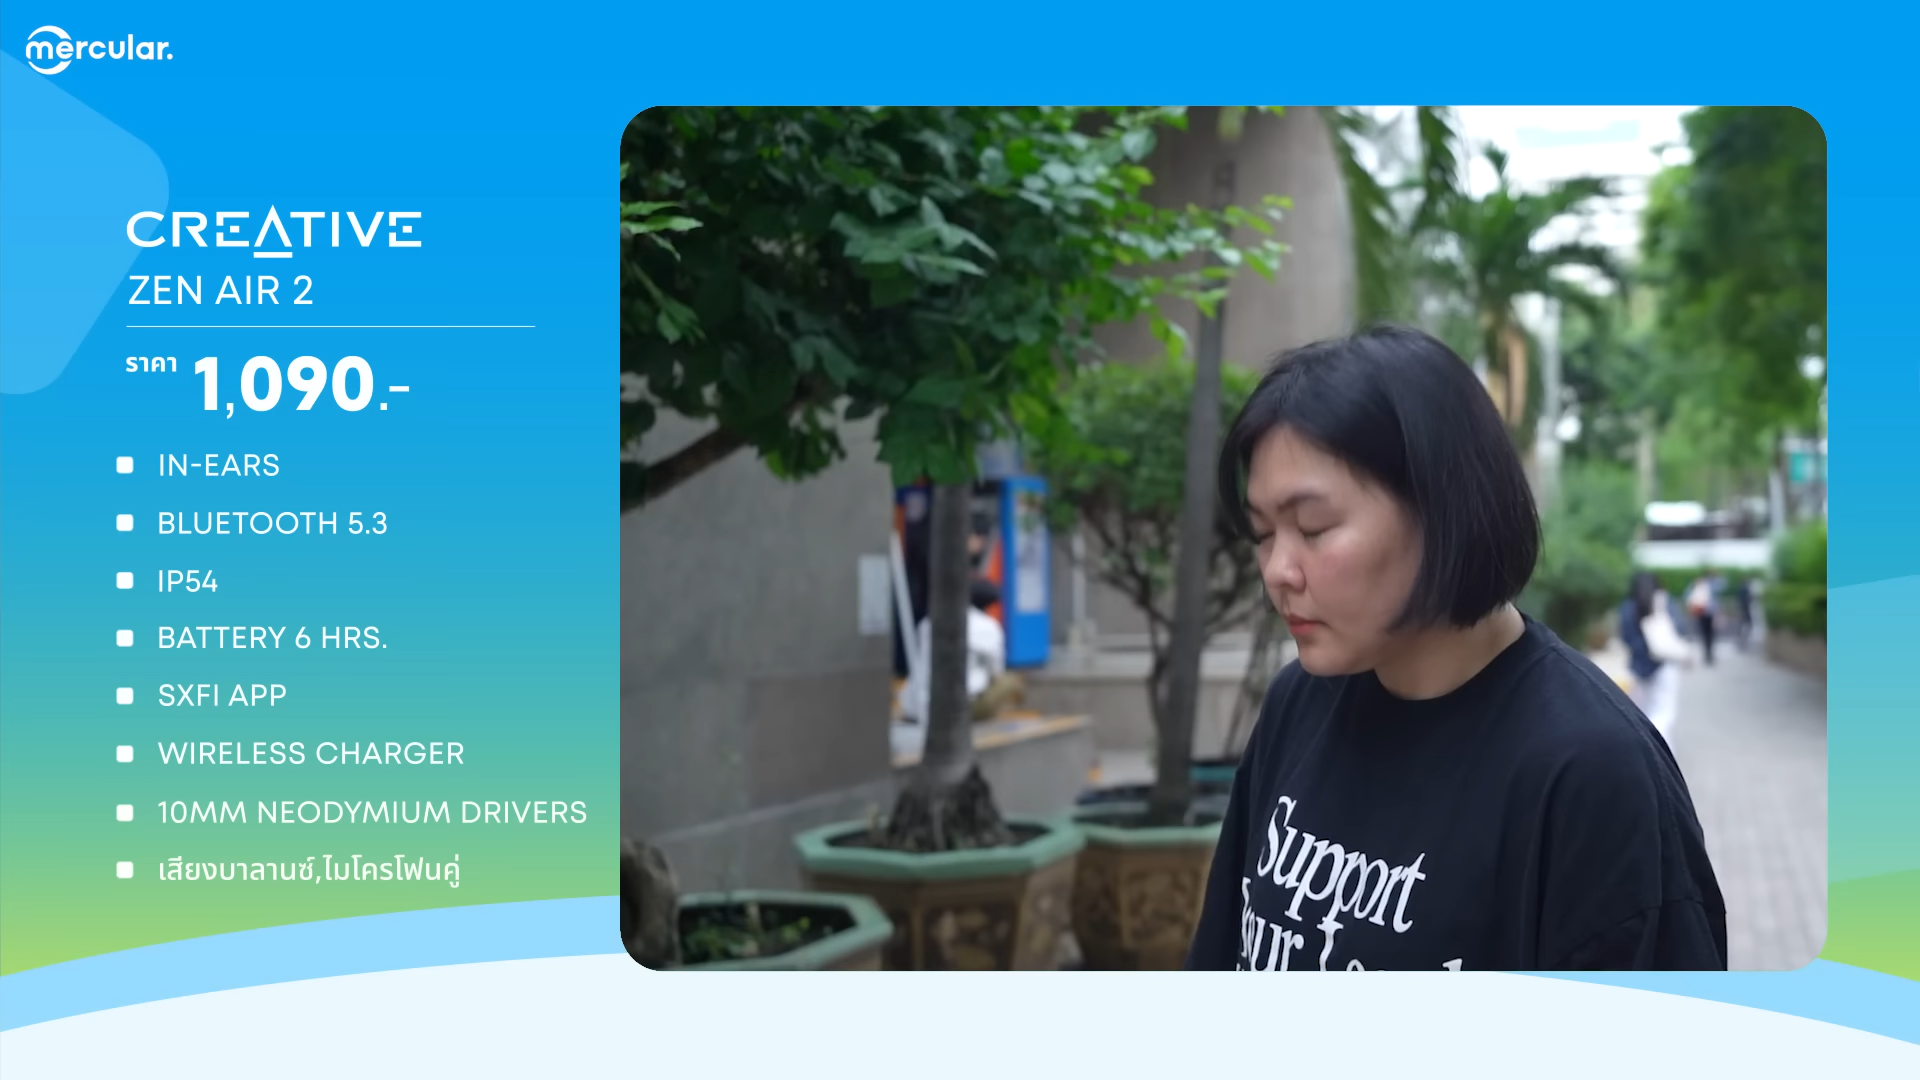 mercular.
CREATIVE
ZEN AIR 2
ราคา 1,090.-
IN-EARS
BLUETOOTH 5.3
IP54
BATTERY 6 HRS.
SXFI APP
WIRELESS CHARGER
10MM NEODYMIUM DRIVERS
เสียงบาลานซ์,ไมโครโฟนคู่
Support
your